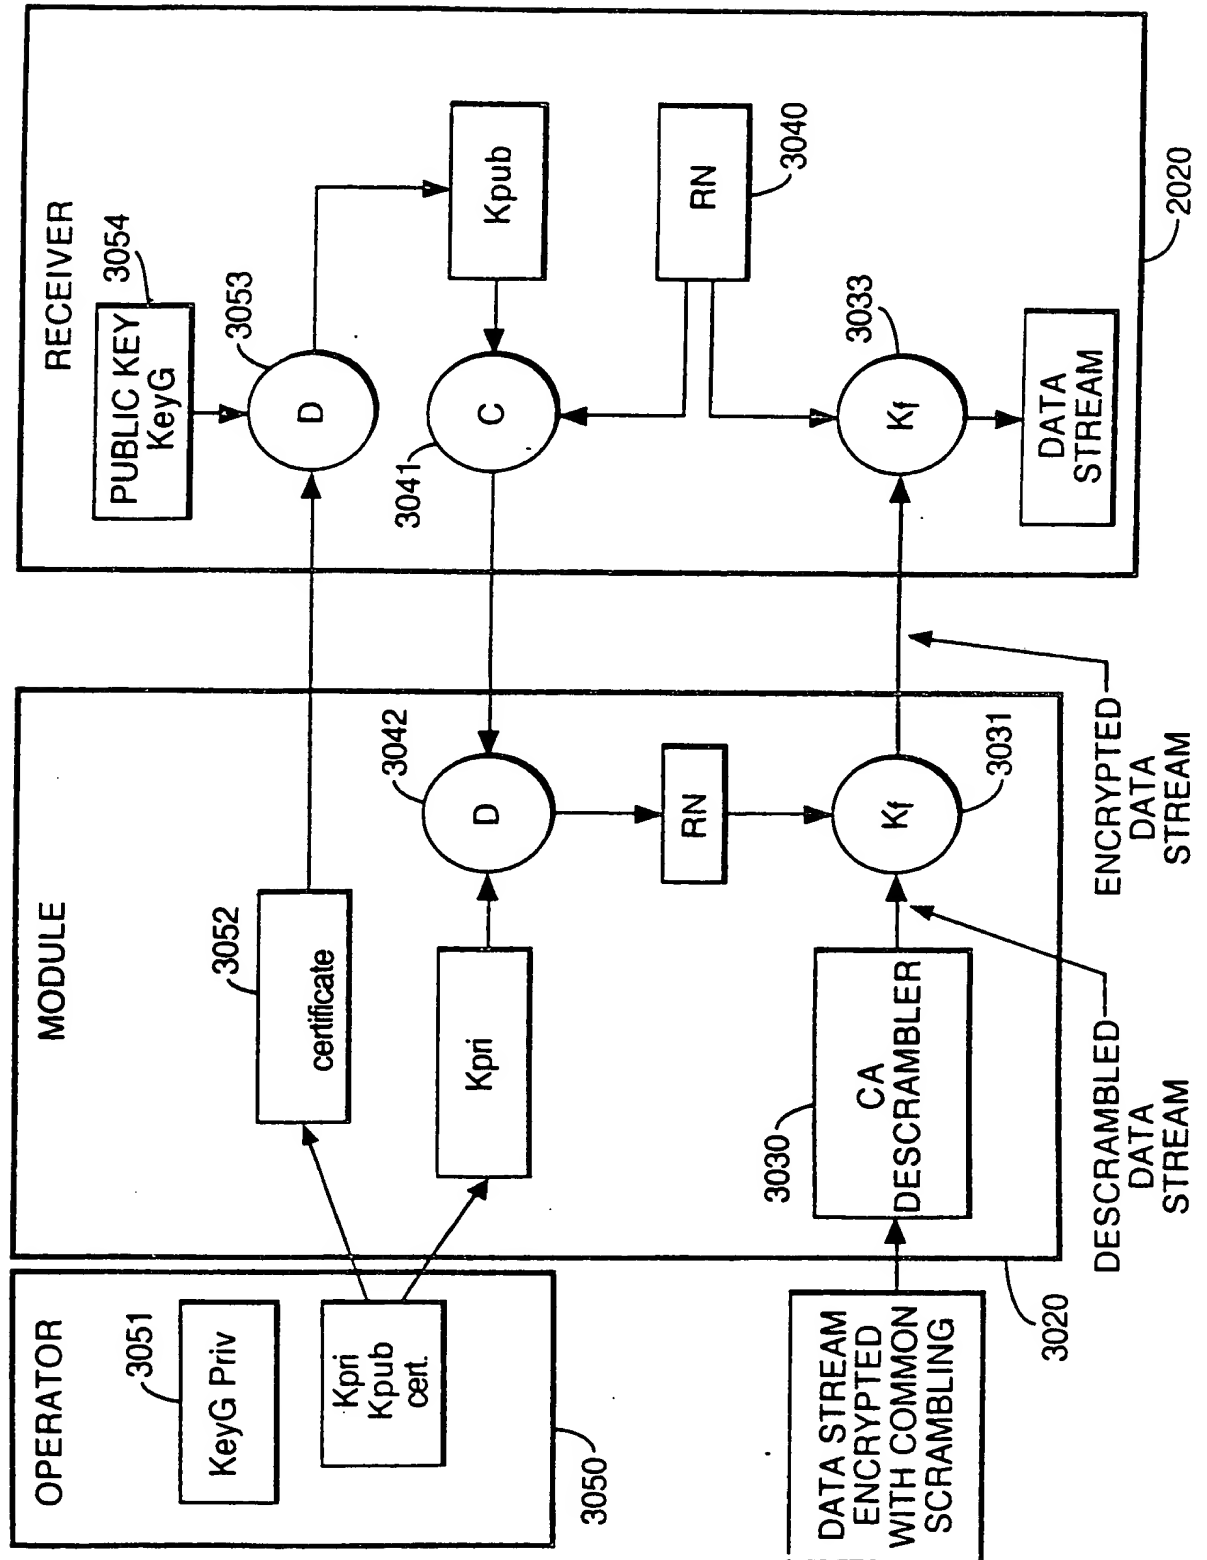 OPERATOR
3051
KeyG Priv
Kpri
Kpub
cert.
3050
DATA STREAM
ENCRYPTED
WITH COMMON
SCRAMBLING
MODULE
3052
certificate
Kpri
3042
D
RN
3030
CA
DESCRAMBLER
Kf
3031
3020
DESCRAMBLED
DATA
STREAM
ENCRYPTED
DATA
STREAM
RECEIVER
3054
PUBLIC KEY
KeyG
3053
D
Kpub
3041
C
RN
3040
3033
Kf
DATA
STREAM
2020